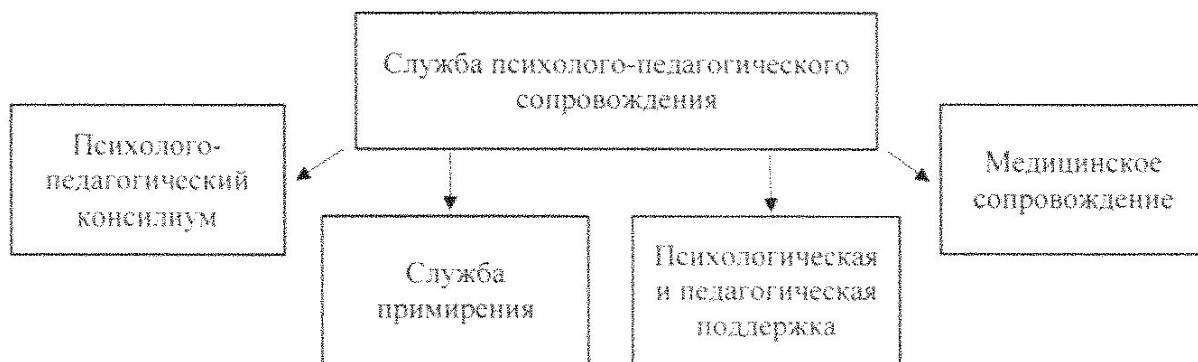 Служба психолого-педагогического
сопровождения
Психолого-
педагогический
консилиум
Служба
примирения
Психологическая
и педагогическая
поддержка
Медицинское
сопровождение